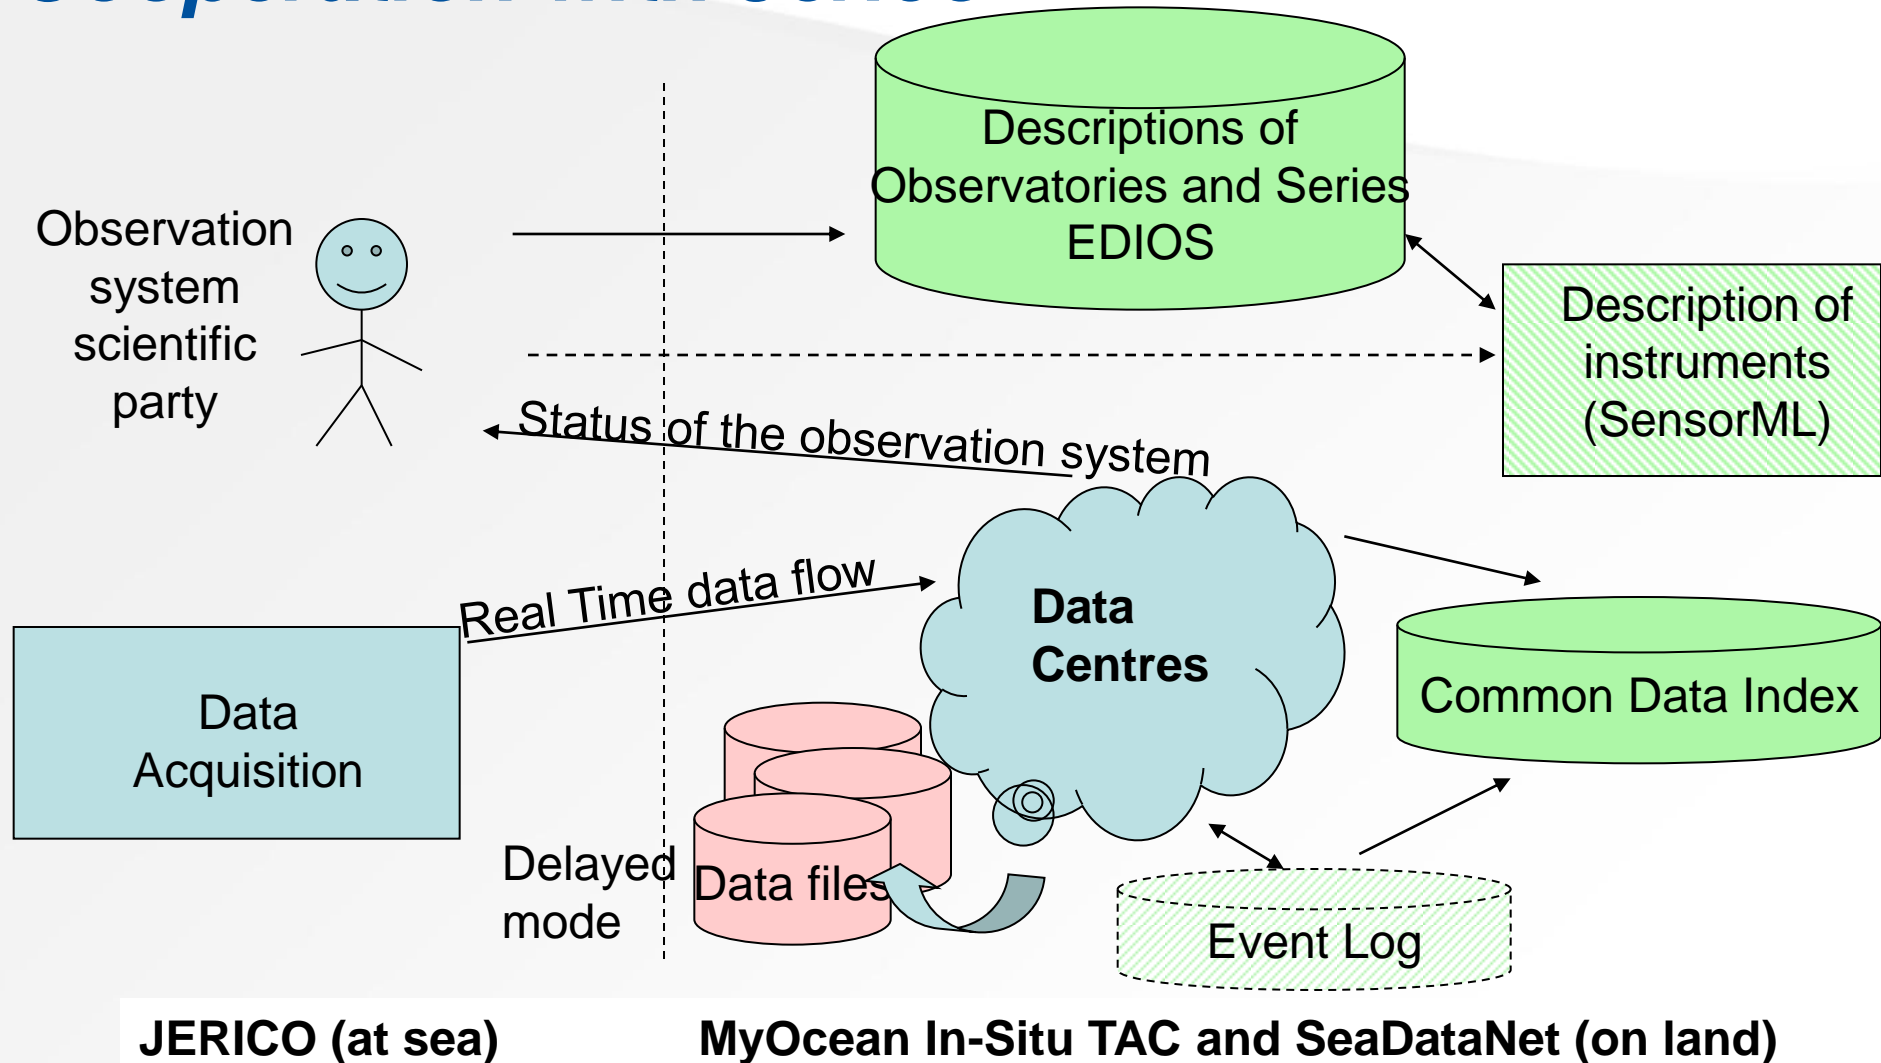 Descriptions of
Observatories and Series
EDIOS
Observation
system
scientific
party
Description of
instruments
(SensorML)
Status of the observation system
Real Time data flow
Data
Centres
Data
Acquisition
Common Data Index
Delayed
mode
Data files
Event Log
JERICO (at sea)
MyOcean In-Situ TAC and SeaDataNet (on land)